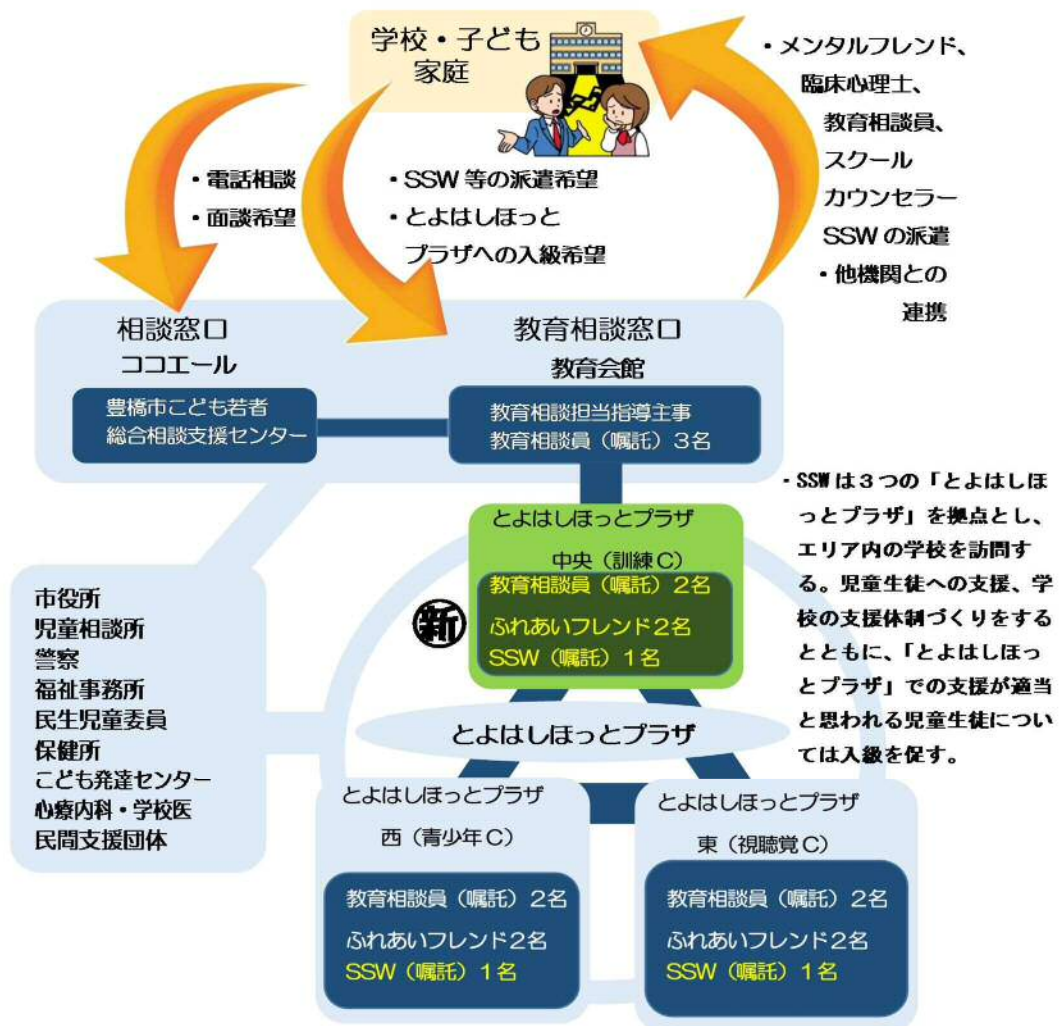 学校・子ども
家庭
・電話相談
・面談希望
・SSW 等の派遣希望
・とよはしほっと
プラザへの入級希望
・メンタルフレンド、
臨床心理士、
教育相談員、
スクール
カウンセラー
SSW の派遣
・他機関との
連携
相談窓口
ココエール
豊橋市こども若者
総合相談支援センター
教育相談窓口
教育会館
教育相談担当指導主事
教育相談員（嘱託）３名
とよはしほっとプラザ
中央（訓練C）
新
教育相談員（嘱託）２名
ふれあいフレンド２名
SSW（嘱託）１名
・SSWは３つの「とよはしほ
っとプラザ」を拠点とし、
エリア内の学校を訪問す
る。児童生徒への支援、学
校の支援体制づくりをする
とともに、「とよはしほっ
とプラザ」での支援が適当
と思われる児童生徒につい
ては入級を促す。
市役所
児童相談所
警察
福祉事務所
民生児童委員
保健所
こども発達センター
心療内科・学校医
民間支援団体
とよはしほっとプラザ
とよはしほっとプラザ
西（青少年C）
教育相談員（嘱託）２名
ふれあいフレンド２名
SSW（嘱託）１名
とよはしほっとプラザ
東（視聴覚C）
教育相談員（嘱託）２名
ふれあいフレンド２名
SSW（嘱託）１名